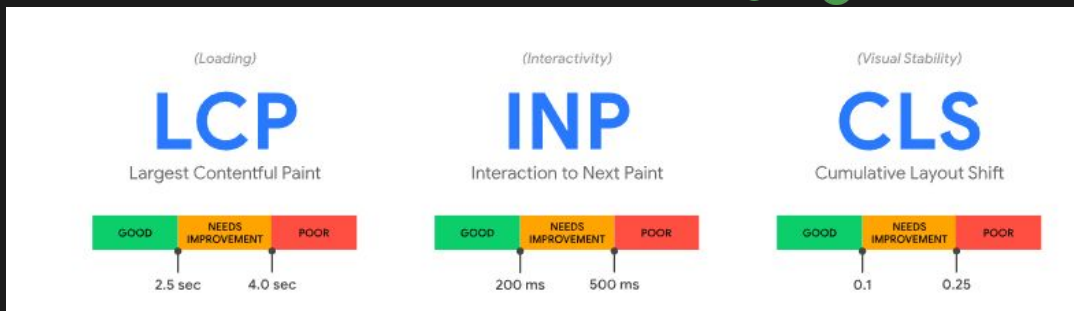 (Loading)
LCP
Largest Contentful Paint
GOOD
NEEDS
IMPROVEMENT
POOR
2.5 sec
4.0 sec
(Interactivity)
INP
Interaction to Next Paint
GOOD
NEEDS
IMPROVEMENT
POOR
200 ms
500 ms
(Visual Stability)
CLS
Cumulative Layout Shift
GOOD
NEEDS
IMPROVEMENT
POOR
0.1
0.25